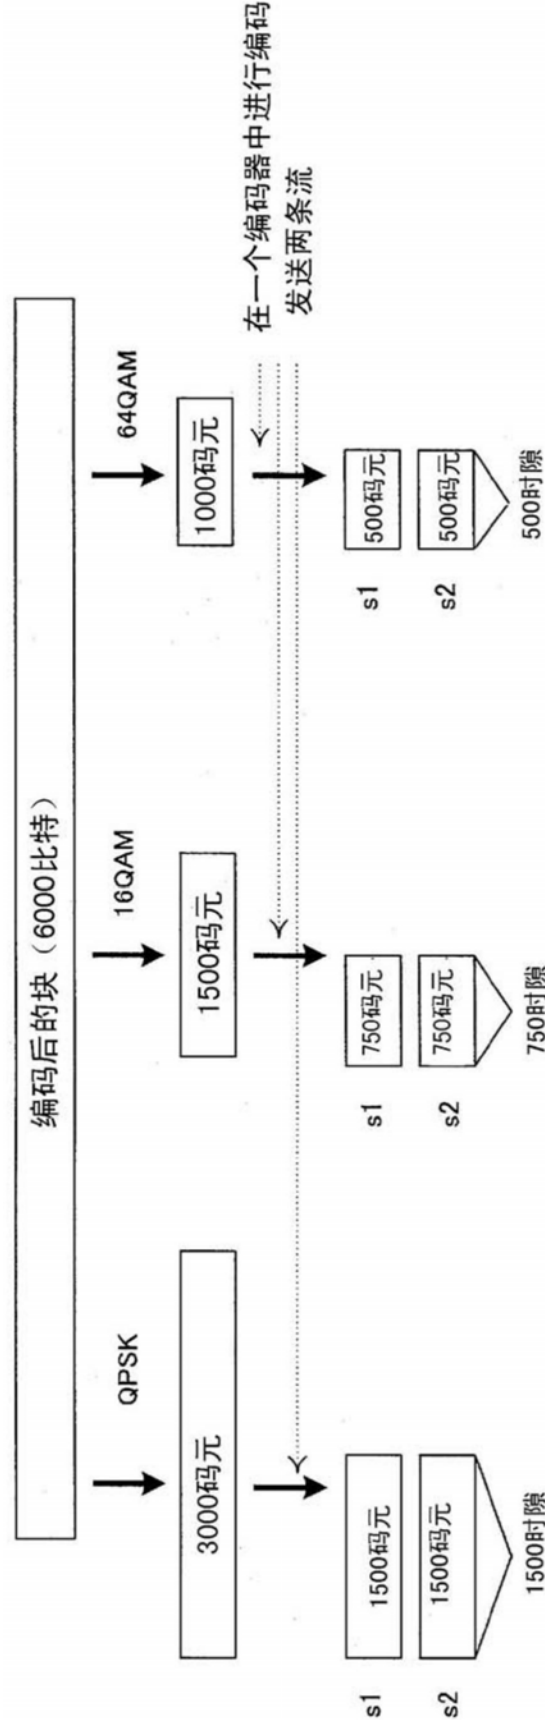 编码后的块（6000比特）
QPSK
16QAM
64QAM
3000码元
1500码元
1000码元
在一个编码器中进行编码
发送两条流
s1
1500码元
s1
750码元
s1
500码元
s2
1500码元
s2
750码元
s2
500码元
1500时隙
750时隙
500时隙